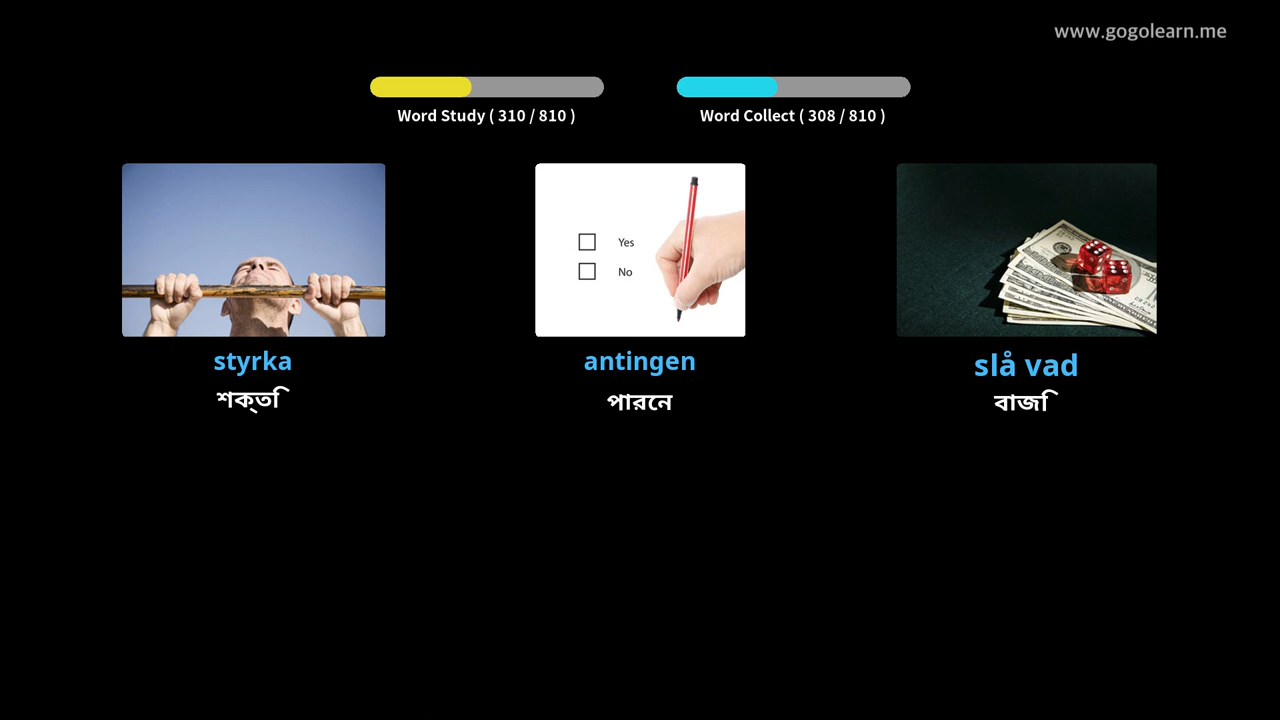 www.gogolearn.me
Word Study ( 310 / 810 )
Word Collect ( 308 / 810 )
Yes
No
styrka
antingen
slå vad
শক্তি
পারনে
বাজি